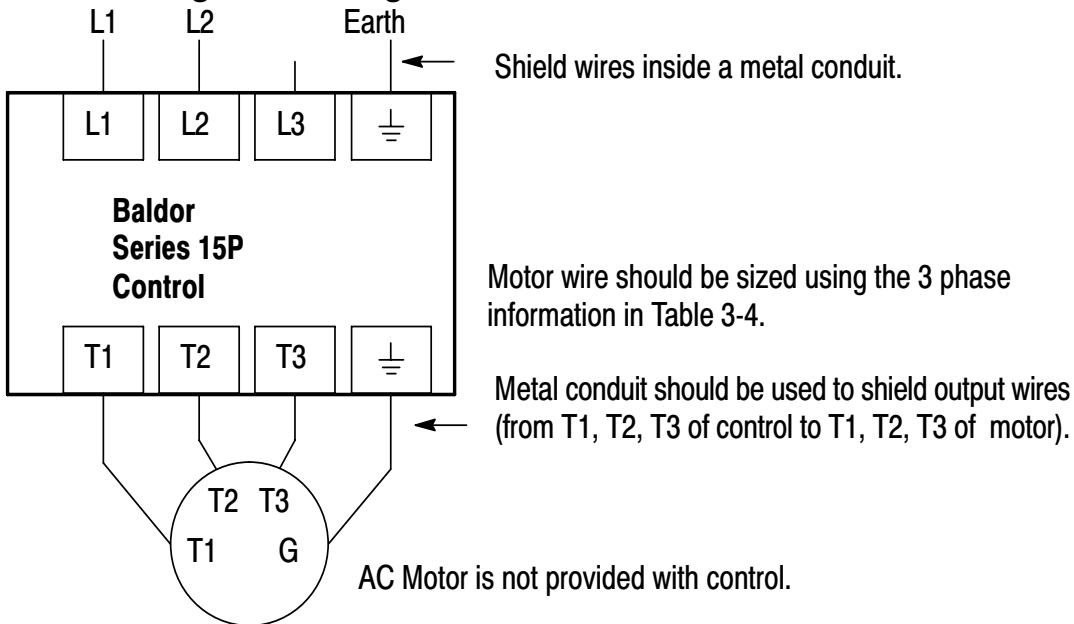 L1 L2 Earth
Shield wires inside a metal conduit.
L1 L2 L3
Baldor
Series 15P
Control
Motor wire should be sized using the 3 phase
information in Table 3-4.
T1 T2 T3
Metal conduit should be used to shield output wires
(from T1, T2, T3 of control to T1, T2, T3 of motor).
T2 T3
T1 G
AC Motor is not provided with control.